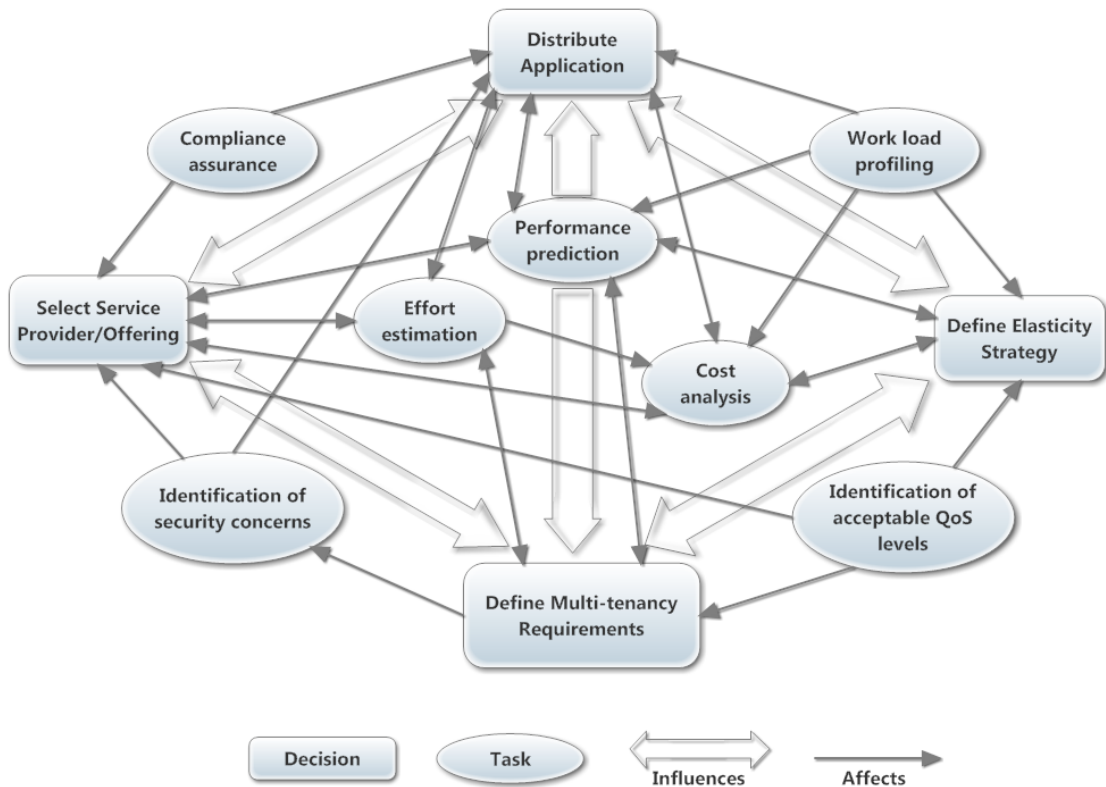 Distribute
Application
Compliance
assurance
Work load
profiling
Performance
prediction
Select Service
Provider/Offering
Effort
estimation
Define Elasticity
Strategy
Cost
analysis
Identification of
security concerns
Identification of
acceptable QoS
levels
Define Multi-tenancy
Requirements
Decision
Task
Influences
Affects